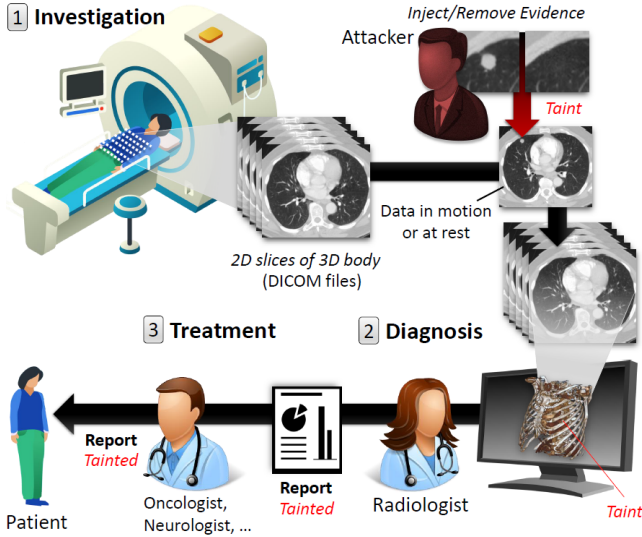 1 Investigation
Inject/Remove Evidence
Attacker
Taint
Data in motion
or at rest
2D slices of 3D body
(DICOM files)
3 Treatment
2 Diagnosis
Report
Tainted
Report
Tainted
Taint
Patient
Oncologist,
Neurologist, ...
Radiologist